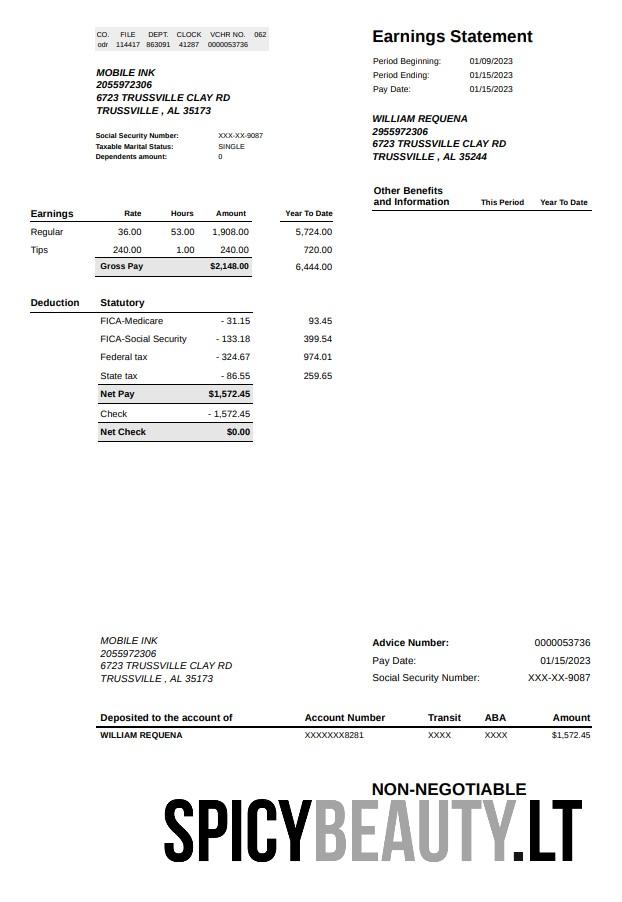 CO. FILE DEPT. CLOCK VCHR NO. 062
odr 114417 863091 41287 0000053736
Earnings Statement
Period Beginning: 01/09/2023
Period Ending: 01/15/2023
Pay Date: 01/15/2023
MOBILE INK
2055972306
6723 TRUSSVILLE CLAY RD
TRUSSVILLE , AL 35173
WILLIAM REQUENA
2955972306
6723 TRUSSVILLE CLAY RD
TRUSSVILLE , AL 35244
Social Security Number: XXX-XX-9087
Taxable Marital Status: SINGLE
Dependents amount: 0
Other Benefits
and Information This Period Year To Date
Earnings Rate Hours Amount Year To Date
Regular 36.00 53.00 1,908.00 5,724.00
Tips 240.00 1.00 240.00 720.00
Gross Pay $2,148.00 6,444.00
Deduction Statutory
FICA-Medicare - 31.15 93.45
FICA-Social Security - 133.18 399.54
Federal tax - 324.67 974.01
State tax - 86.55 259.65
Net Pay $1,572.45
Check - 1,572.45
Net Check $0.00
MOBILE INK
2055972306
6723 TRUSSVILLE CLAY RD
TRUSSVILLE , AL 35173
Advice Number: 0000053736
Pay Date: 01/15/2023
Social Security Number: XXX-XX-9087
Deposited to the account of Account Number Transit ABA Amount
WILLIAM REQUENA XXXXXXX8281 XXXX XXXX $1,572.45
NON-NEGOTIABLE
SPICYBEAUTY.LT